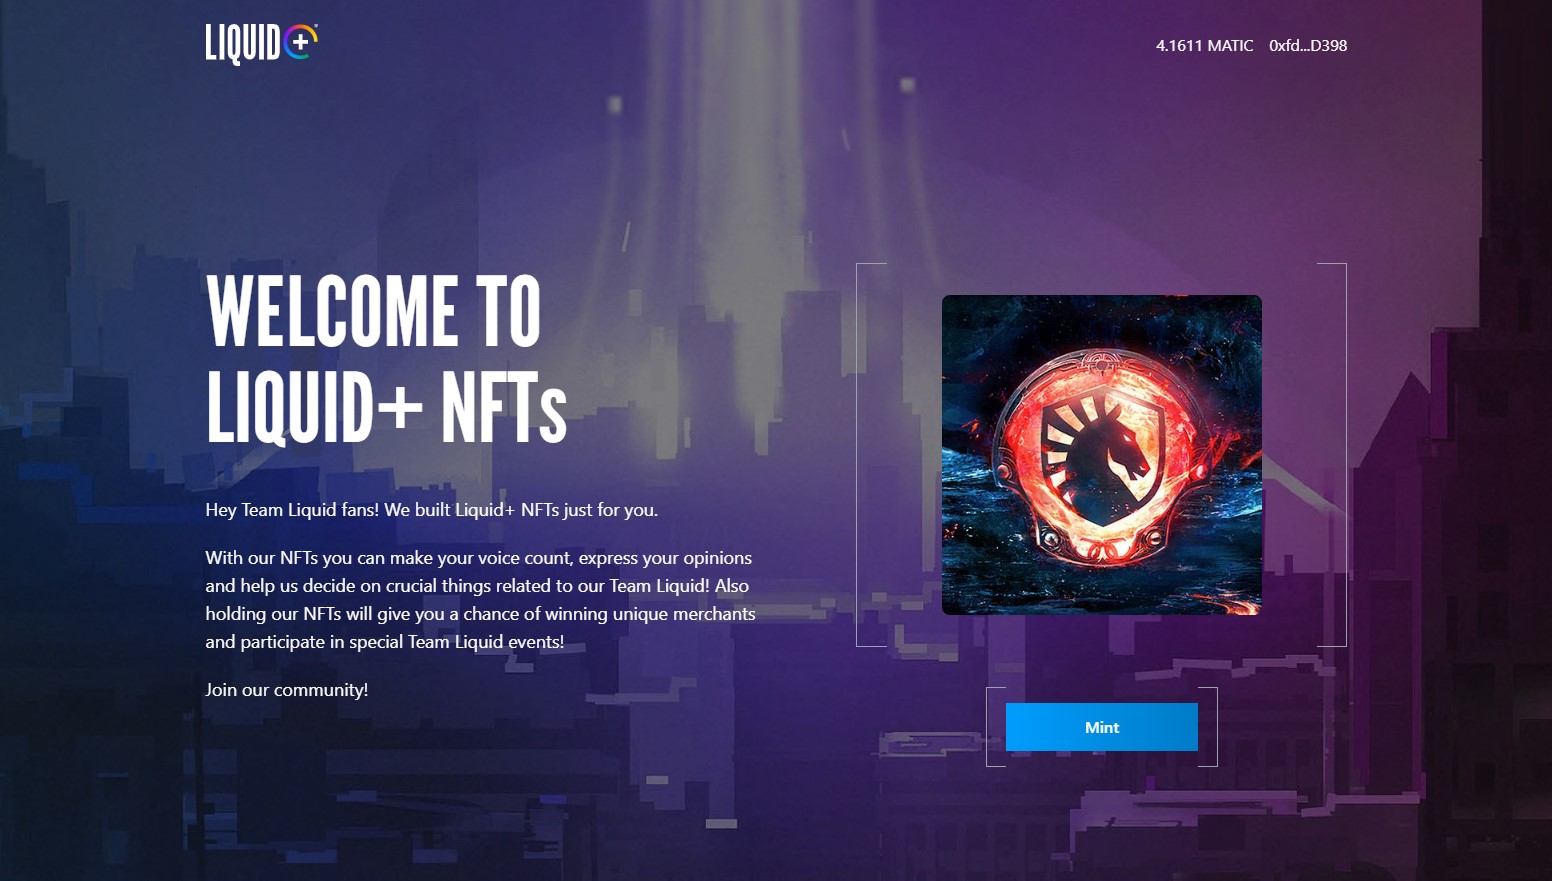 LIQUID+
4.1611 MATIC 0xfd...D398
WELCOME TO
LIQUID+ NFTs
Hey Team Liquid fans! We built Liquid+ NFTs just for you.
With our NFTs you can make your voice count, express your opinions
and help us decide on crucial things related to our Team Liquid! Also
holding our NFTs will give you a chance of winning unique merchants
and participate in special Team Liquid events!
Join our community!
Mint